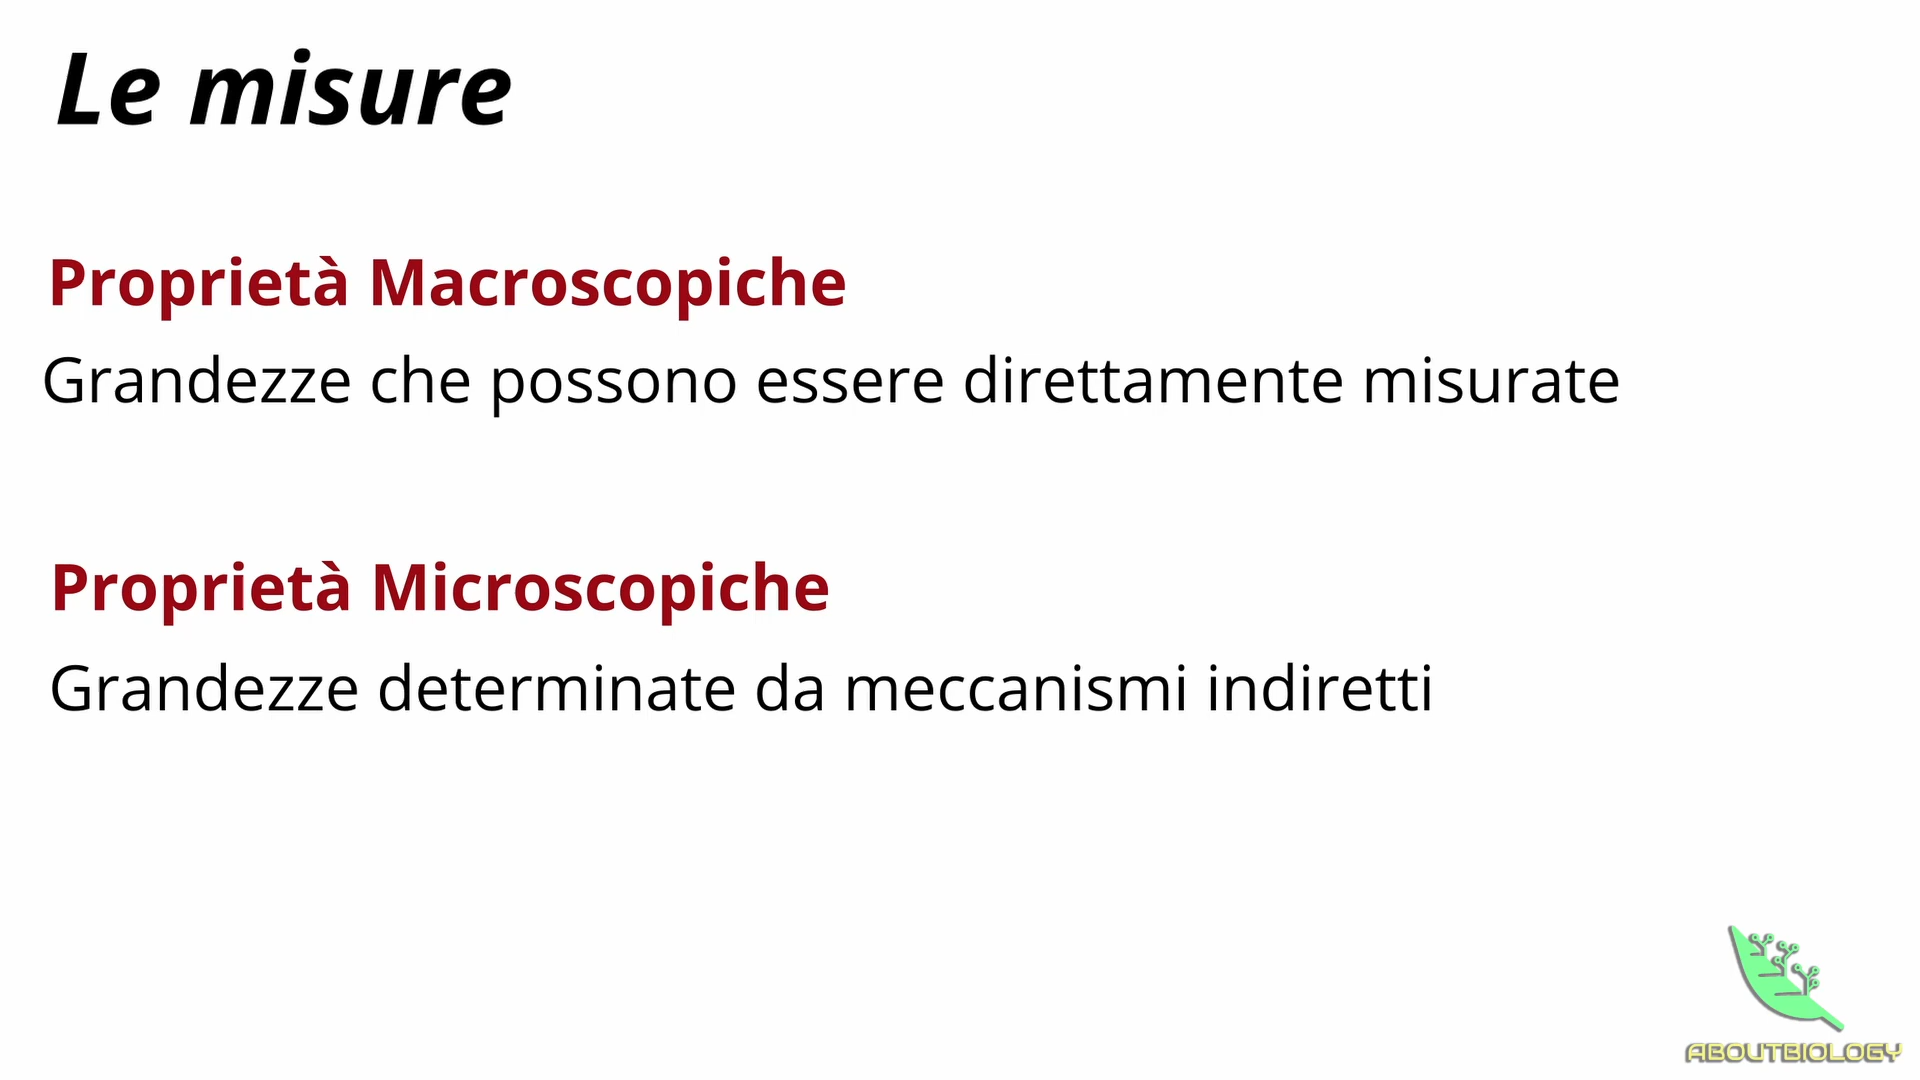 Le misure
Proprietà Macroscopiche
Grandezze che possono essere direttamente misurate
Proprietà Microscopiche
Grandezze determinate da meccanismi indiretti
ABOUTBIOLOGY